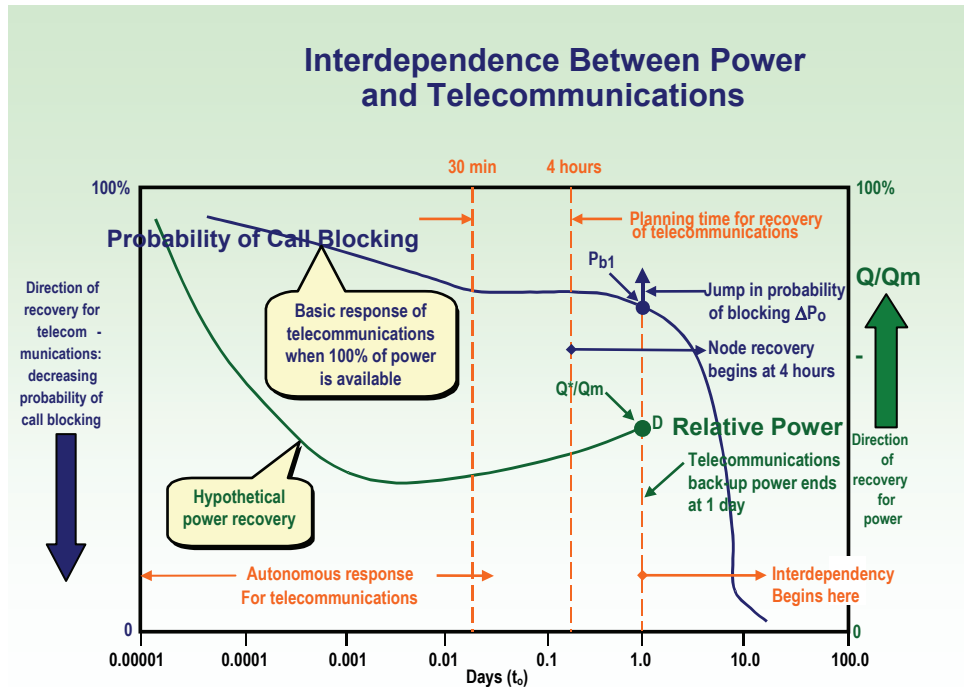 Interdependence Between Power
and Telecommunications
30 min
4 hours
100%
100%
Planning time for recovery
of telecommunications
Probability of Call Blocking
Pb1
Q/Qm
Direction of
recovery for
telecom -
munications:
decreasing
probability of
call blocking
Basic response of
telecommunications
when 100% of power
is available
Jump in probability
of blocking ΔPo
Node recovery
begins at 4 hours
-
Q*/Qm
D
Relative Power
Direction
of
recovery
for
power
Telecommunications
back-up power ends
at 1 day
Hypothetical
power recovery
Autonomous response
For telecommunications
Interdependency
Begins here
0
0
0.00001
0.0001
0.001
0.01
0.1
1.0
10.0
100.0
Days (to)